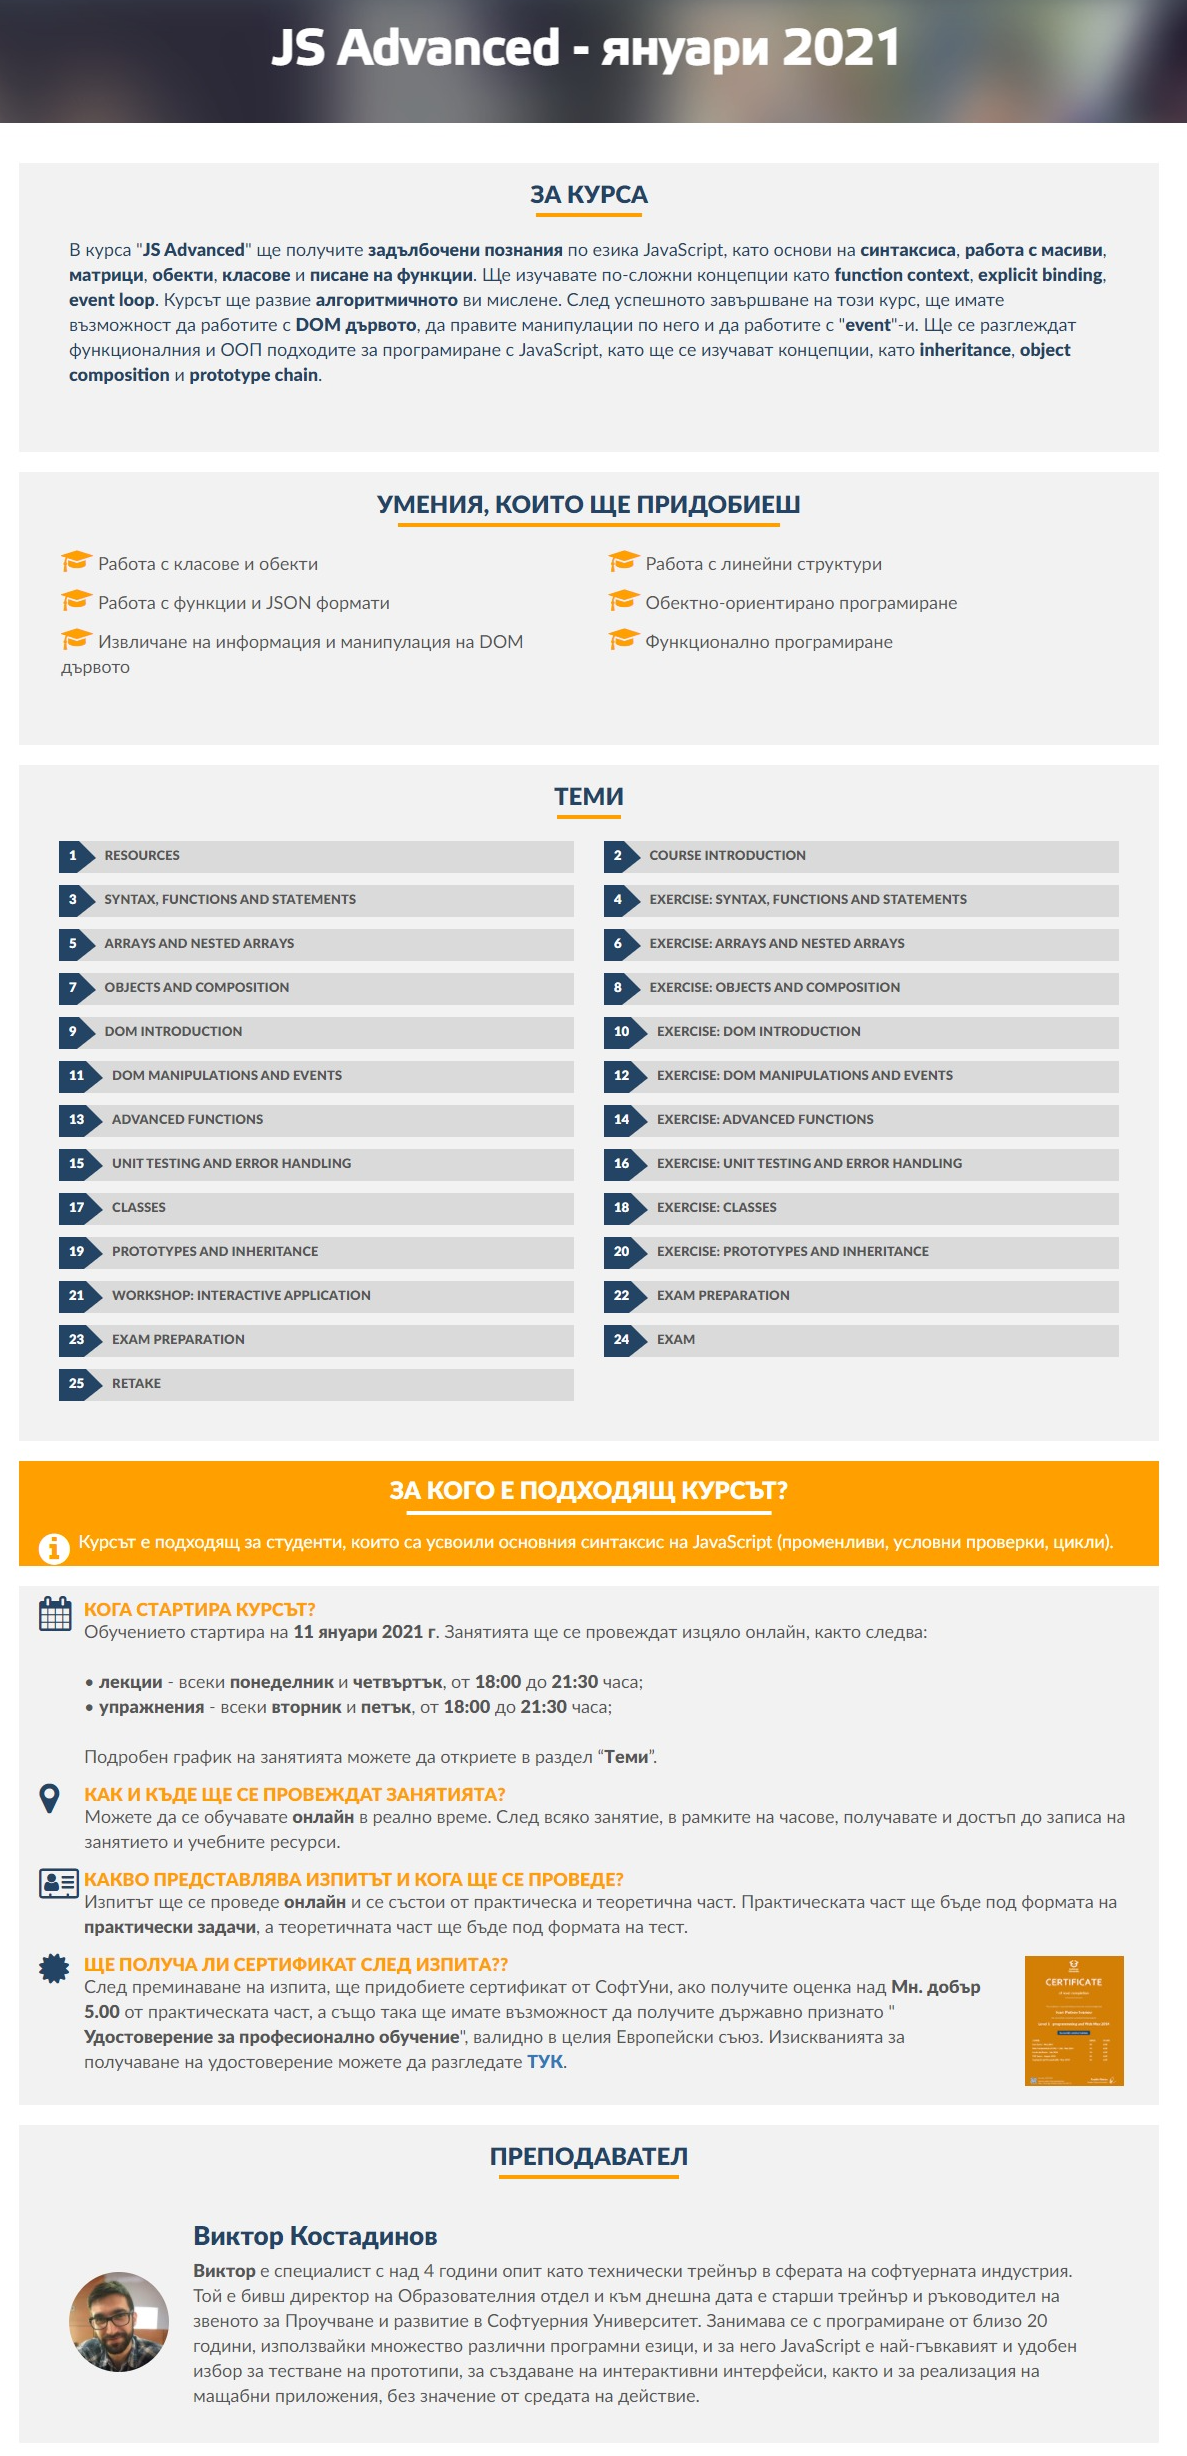 JS Advanced - януари 2021
ЗА КУРСА
В курса "JS Advanced" ще получите задълбочени познания по езика JavaScript, като основи на синтаксиса, работа с масиви,
матрици, обекти, класове и писане на функции. Ще изучавате по-сложни концепции като function context, explicit binding,
event loop. Курсът ще развие алгоритмичното ви мислене. След успешното завършване на този курс, ще имате
възможност да работите с DOM дървото, да правите манипулации по него и да работите с "event"-и. Ще се разглеждат
функционалния и ООП подходите за програмиране с JavaScript, като ще се изучават концепции, като inheritance, object
composition и prototype chain.
УМЕНИЯ, КОИТО ЩЕ ПРИДОБИЕШ
Работа с класове и обекти
Работа с линейни структури
Работа с функции и JSON формати
Обектно-ориентирано програмиране
Извличане на информация и манипулация на DOM
дървото
Функционално програмиране
ТЕМИ
1 RESOURCES
2 COURSE INTRODUCTION
3 SYNTAX, FUNCTIONS AND STATEMENTS
4 EXERCISE: SYNTAX, FUNCTIONS AND STATEMENTS
5 ARRAYS AND NESTED ARRAYS
6 EXERCISE: ARRAYS AND NESTED ARRAYS
7 OBJECTS AND COMPOSITION
8 EXERCISE: OBJECTS AND COMPOSITION
9 DOM INTRODUCTION
10 EXERCISE: DOM INTRODUCTION
11 DOM MANIPULATIONS AND EVENTS
12 EXERCISE: DOM MANIPULATIONS AND EVENTS
13 ADVANCED FUNCTIONS
14 EXERCISE: ADVANCED FUNCTIONS
15 UNIT TESTING AND ERROR HANDLING
16 EXERCISE: UNIT TESTING AND ERROR HANDLING
17 CLASSES
18 EXERCISE: CLASSES
19 PROTOTYPES AND INHERITANCE
20 EXERCISE: PROTOTYPES AND INHERITANCE
21 WORKSHOP: INTERACTIVE APPLICATION
22 EXAM PREPARATION
23 EXAM PREPARATION
24 EXAM
25 RETAKE
ЗА КОГО Е ПОДХОДЯЩ КУРСЪТ?
Курсът е подходящ за студенти, които са усвоили основния синтаксис на JavaScript (променливи, условни проверки, цикли).
КОГА СТАРТИРА КУРСЪТ?
Обучението стартира на 11 януари 2021 г. Занятията ще се провеждат изцяло онлайн, както следва:
• лекции - всеки понеделник и четвъртък, от 18:00 до 21:30 часа;
• упражнения - всеки вторник и петък, от 18:00 до 21:30 часа;
Подробен график на занятията можете да откриете в раздел “Теми”.
КАК И КЪДЕ ЩЕ СЕ ПРОВЕЖДАТ ЗАНЯТИЯТА?
Можете да се обучавате онлайн в реално време. След всяко занятие, в рамките на часове, получавате и достъп до записа на
занятието и учебните ресурси.
КАКВО ПРЕДСТАВЛЯВА ИЗПИТЪТ И КОГА ЩЕ СЕ ПРОВЕДЕ?
Изпитът ще се проведе онлайн и се състои от практическа и теоретична част. Практическата част ще бъде под формата на
практически задачи, а теоретичната част ще бъде под формата на тест.
ЩЕ ПОЛУЧА ЛИ СЕРТИФИКАТ СЛЕД ИЗПИТА??
След преминаване на изпита, ще придобиете сертификат от СофтУни, ако получите оценка над Мн. добър
5.00 от практическата част, а също така ще имате възможност да получите държавно признато "
Удостоверение за професионално обучение", валидно в целия Европейски съюз. Изискванията за
получаване на удостоверение можете да разгледате ТУК.
CERTIFICATE
ПРЕПОДАВАТЕЛ
Виктор Костадинов
Виктор е специалист с над 4 години опит като технически трейнър в сферата на софтуерната индустрия.
Той е бивш директор на Образователния отдел и към днешна дата е старши трейнър и ръководител на
звеното за Проучване и развитие в Софтуерния Университет. Занимава се с програмиране от близо 20
години, използвайки множество различни програмни езици, и за него JavaScript е най-гъвкавият и удобен
избор за тестване на прототипи, за създаване на интерактивни интерфейси, както и за реализация на
мащабни приложения, без значение от средата на действие.